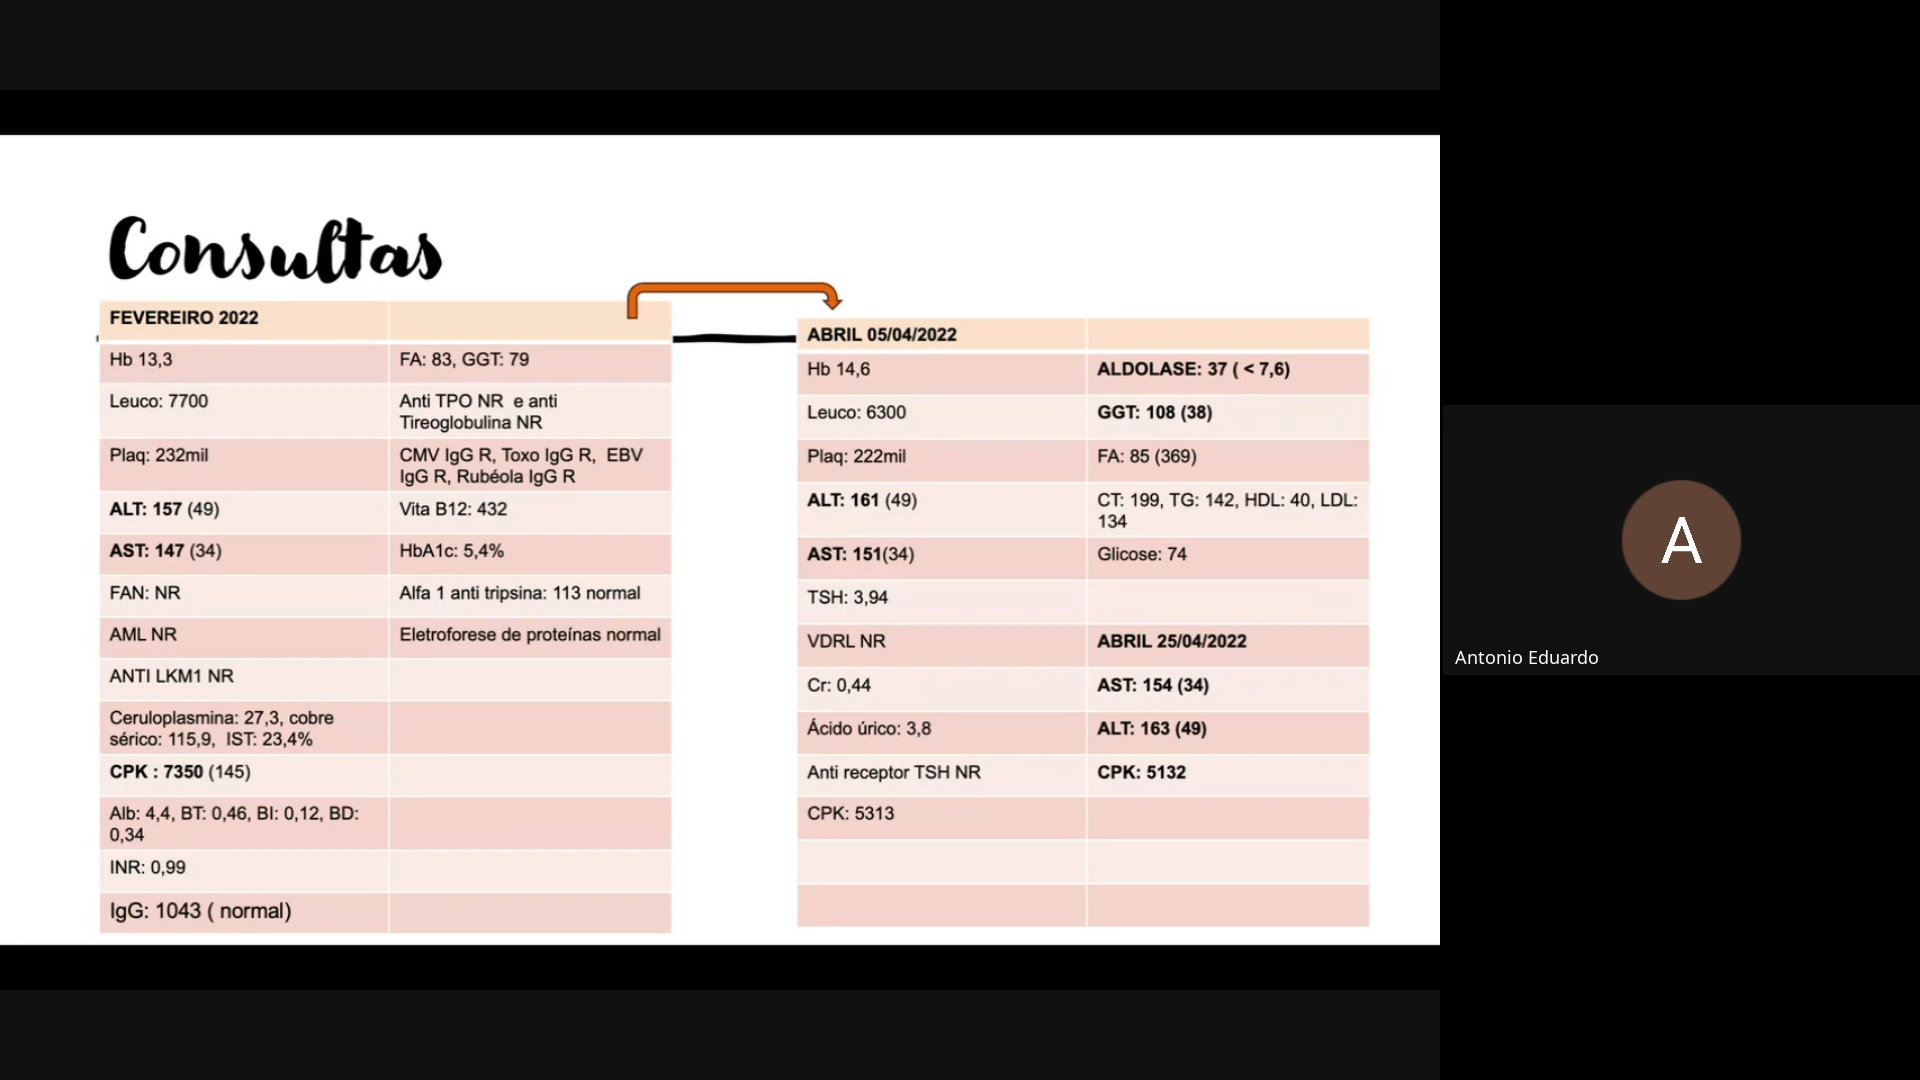 Consultas
FEVEREIRO 2022
Hb 13,3
FA: 83, GGT: 79
Leuco: 7700
Anti TPO NR e anti
Tireoglobulina NR
Plaq: 232mil
CMV IgG R, Toxo IgG R, EBV
IgG R, Rubéola IgG R
ALT: 157 (49)
Vita B12: 432
AST: 147 (34)
HbA1c: 5,4%
FAN: NR
Alfa 1 anti tripsina: 113 normal
AML NR
Eletroforese de proteínas normal
ANTI LKM1 NR
Ceruloplasmina: 27,3, cobre
sérico: 115,9, IST: 23,4%
CPK : 7350 (145)
Alb: 4,4, BT: 0,46, BI: 0,12, BD:
0,34
INR: 0,99
IgG: 1043 ( normal)
ABRIL 05/04/2022
Hb 14,6
ALDOLASE: 37 ( < 7,6)
Leuco: 6300
GGT: 108 (38)
Plaq: 222mil
FA: 85 (369)
ALT: 161 (49)
CT: 199, TG: 142, HDL: 40, LDL:
134
AST: 151(34)
Glicose: 74
TSH: 3,94
VDRL NR
ABRIL 25/04/2022
Cr: 0,44
AST: 154 (34)
Ácido úrico: 3,8
ALT: 163 (49)
Anti receptor TSH NR
CPK: 5132
CPK: 5313
A
Antonio Eduardo